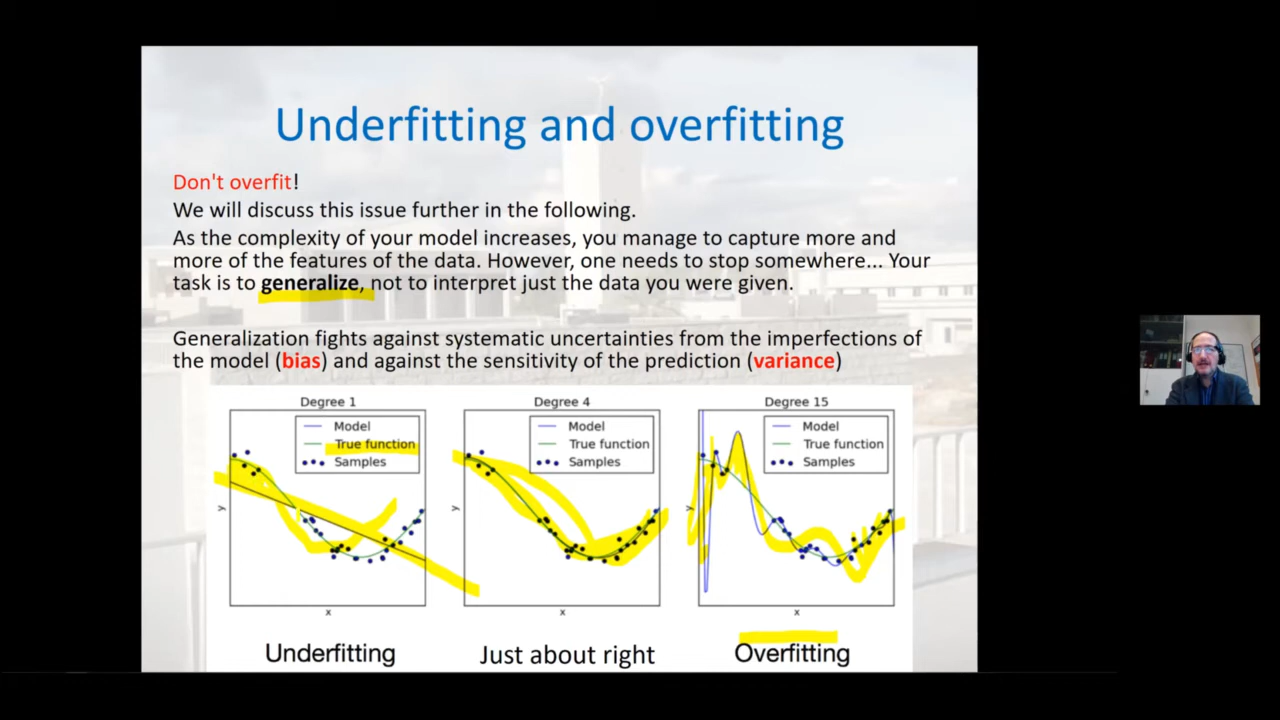 Underfitting and overfitting
Don't overfit!
We will discuss this issue further in the following.
As the complexity of your model increases, you manage to capture more and
more of the features of the data. However, one needs to stop somewhere... Your
task is to generalize, not to interpret just the data you were given.
Generalization fights against systematic uncertainties from the imperfections of
the model (bias) and against the sensitivity of the prediction (variance)
Degree 1
Model
True function
Samples
y
x
Underfitting
Degree 4
Model
True function
Samples
y
x
Just about right
Degree 15
Model
True function
Samples
y
x
Overfitting